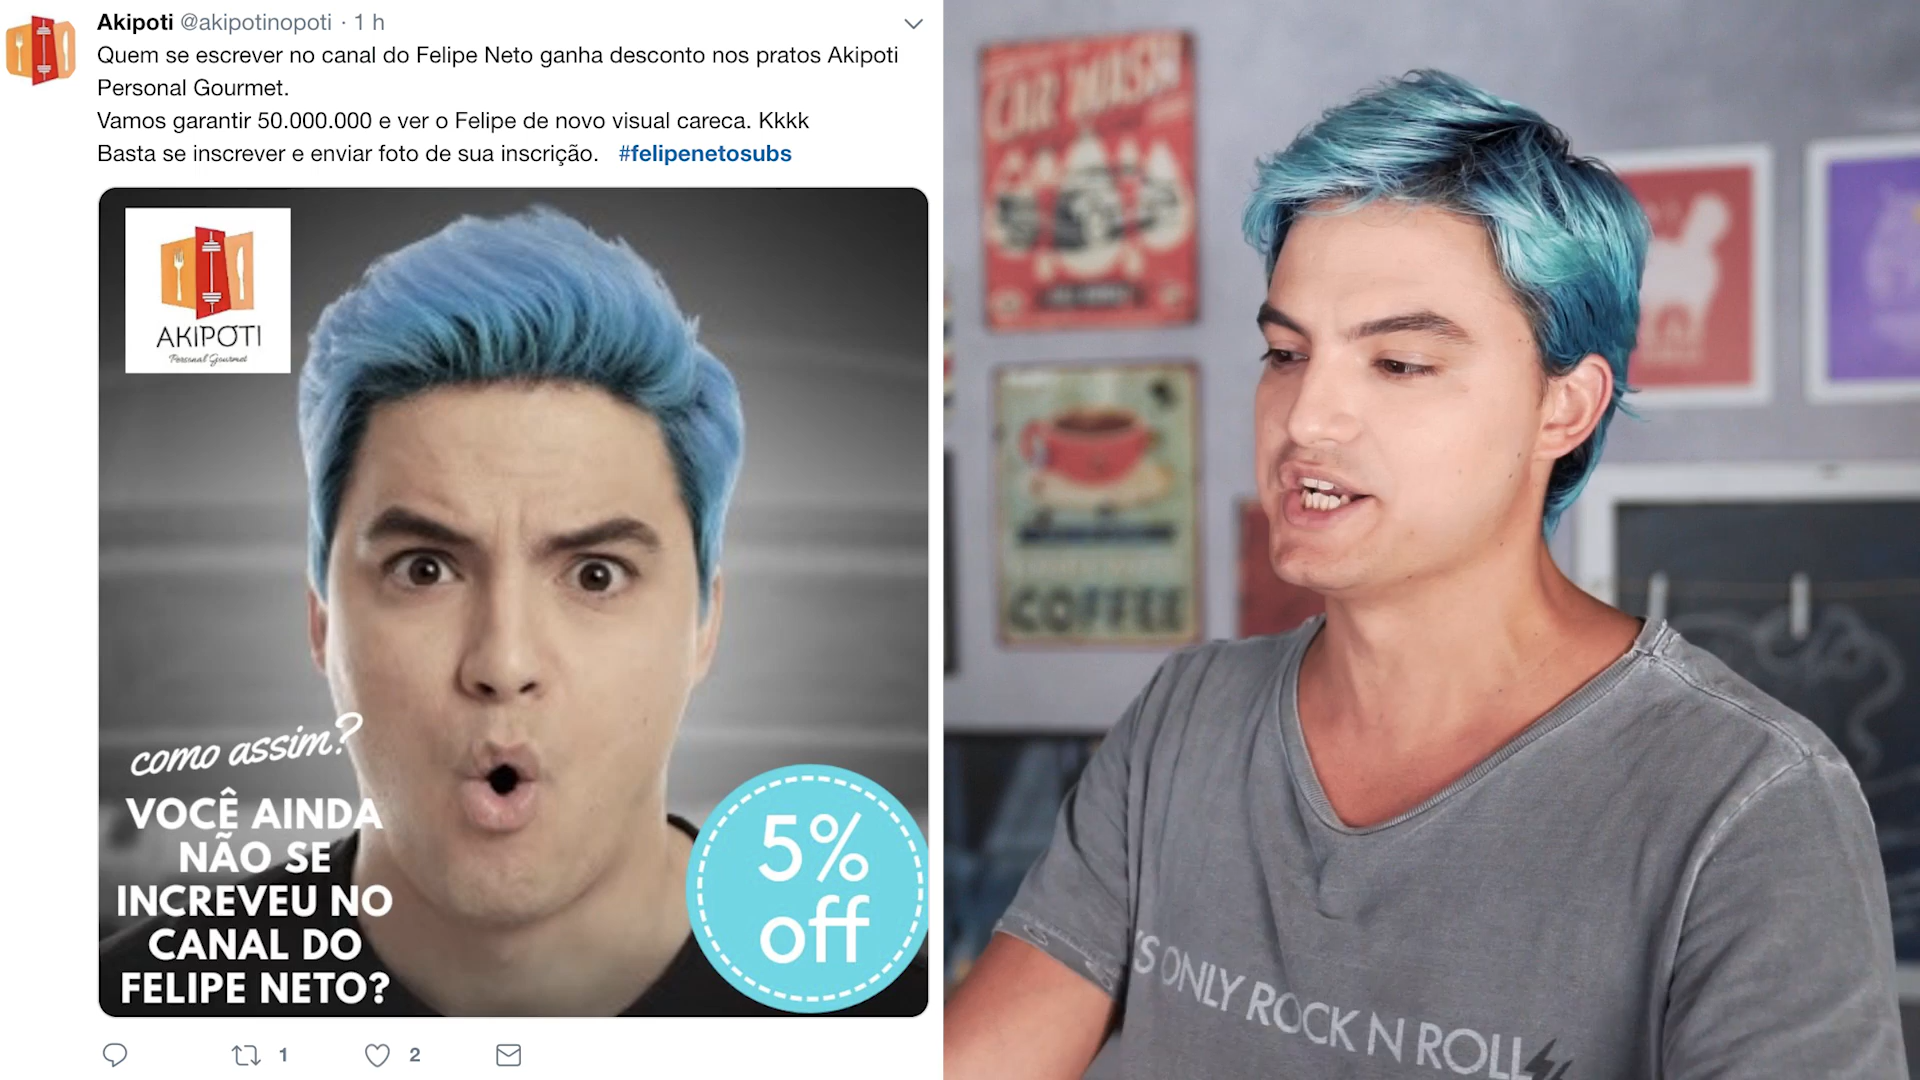 Akipoti @akipotinopoti · 1 h
Quem se escrever no canal do Felipe Neto ganha desconto nos pratos Akipoti
Personal Gourmet.
Vamos garantir 50.000.000 e ver o Felipe de novo visual careca. Kkkk
Basta se inscrever e enviar foto de sua inscrição. #felipenetosubs
AKIPOTI
Personal Gourmet
como assim?
VOCÊ AINDA
NÃO SE
INCREVEU NO
CANAL DO
FELIPE NETO?
5%
off
1
2
CAR WASH
COFFEE
'S ONLY ROCK N ROLL